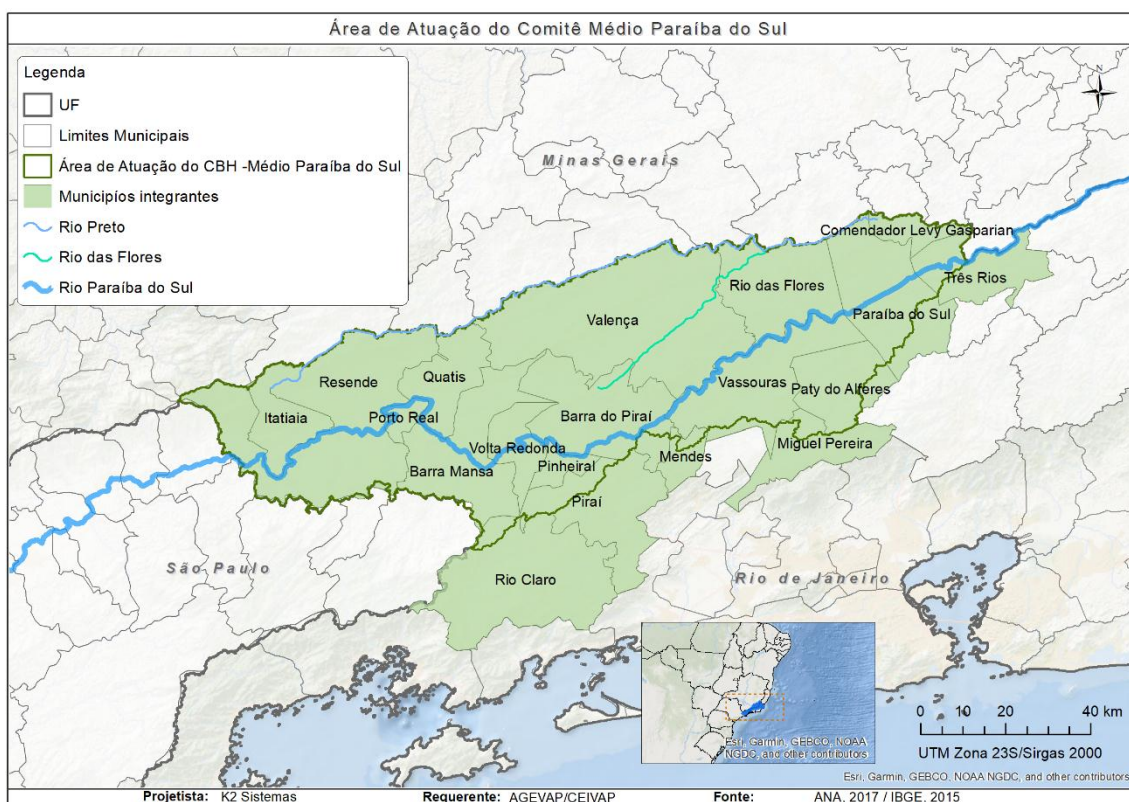 Área de Atuação do Comitê Médio Paraíba do Sul
Legenda
UF
Limites Municipais
Área de Atuação do CBH -Médio Paraíba do Sul
Municipíos integrantes
Rio Preto
Rio das Flores
Rio Paraíba do Sul
N
Minas Gerais
Comendador Levy Gasparian
Três Rios
Rio das Flores
Paraíba do Sul
Valença
Vassouras
Paty do Alferes
Resende
Quatis
Itatiaia
Porto Real
Barra do Piraí
Volta Redonda
Miguel Pereira
Mendes
Barra Mansa
Pinheiral
Piraí
São Paulo
Rio Claro
Rio de Janeiro
Esri, Garmin, GEBCO, NOAA
NGDC, and other contributors
0 5 10 20 30 40 km
UTM Zona 23S/Sirgas 2000
Esri, Garmin, GEBCO, NOAA NGDC, and other contributors
Projetista: K2 Sistemas Requerente: AGEVAP/CEIVAP Fonte: ANA, 2017 / IBGE, 2015